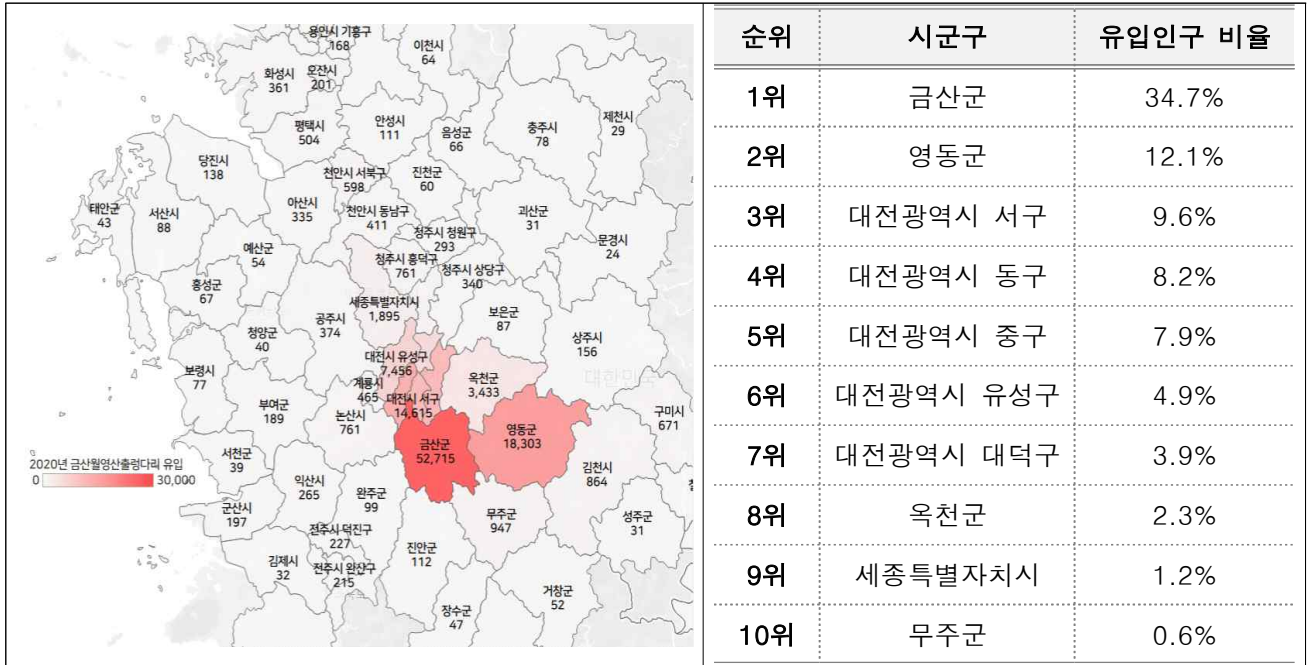 용인시 기흥구
168
이천시
64
화성시
361
오산시
201
평택시
504
안성시
111
음성군
66
충주시
78
제천시
29
당진시
138
천안시 서북구
598
진천군
60
태안군
43
서산시
88
아산시
335
천안시 동남구
411
괴산군
31
예산군
54
청주시 청원구
293
문경시
24
청주시 흥덕구
761
청주시 상당구
340
홍성군
67
세종특별자치시
1,895
공주시
374
보은군
87
청양군
40
상주시
156
보령시
77
대전시 유성구
7,456
계룡시
465
옥천군
3,433
대한민국
부여군
189
대전시 서구
14,615
논산시
761
구미시
671
금산군
52,715
영동군
18,303
서천군
39
김천시
864
2020년 금산월영산출렁다리 유입
0 30,000
익산시
265
완주군
99
군산시
197
무주군
947
성주군
31
전주시 덕진구
227
김제시
32
전주시 완산구
215
진안군
112
거창군
52
장수군
47
순위 시군구 유입인구 비율
1위 금산군 34.7%
2위 영동군 12.1%
3위 대전광역시 서구 9.6%
4위 대전광역시 동구 8.2%
5위 대전광역시 중구 7.9%
6위 대전광역시 유성구 4.9%
7위 대전광역시 대덕구 3.9%
8위 옥천군 2.3%
9위 세종특별자치시 1.2%
10위 무주군 0.6%